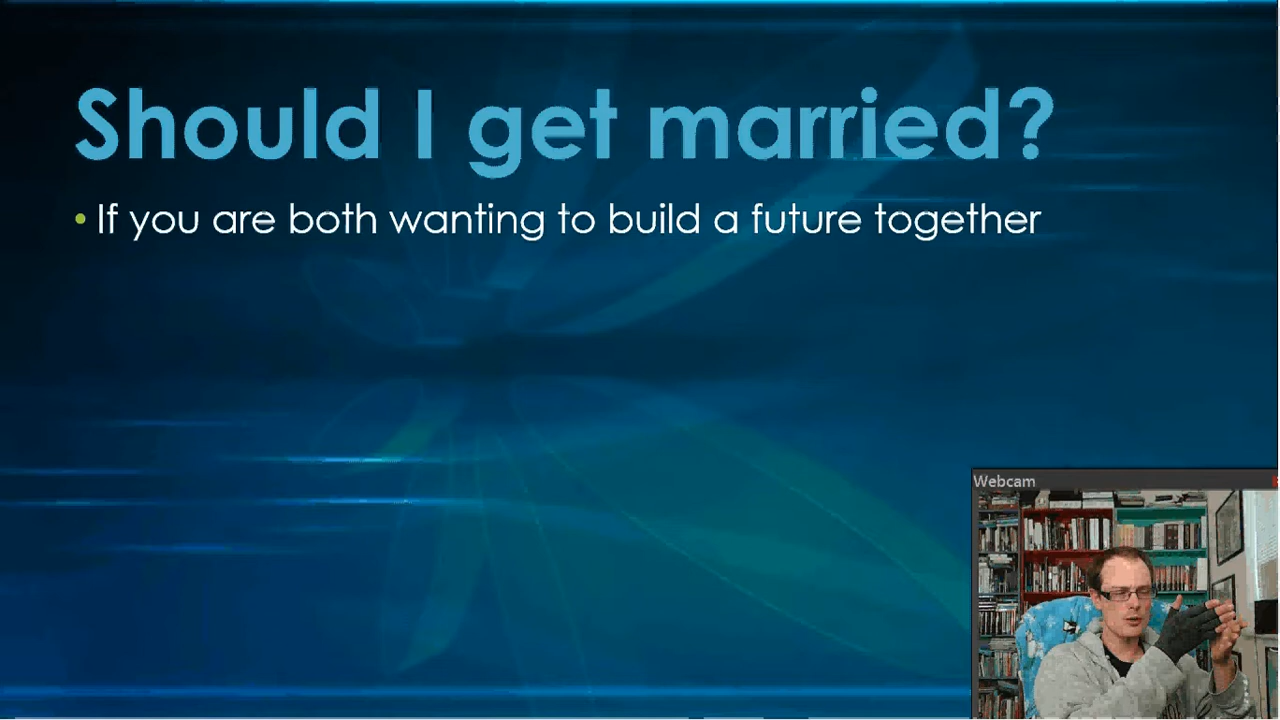 Should I get married?
• If you are both wanting to build a future together
Webcam